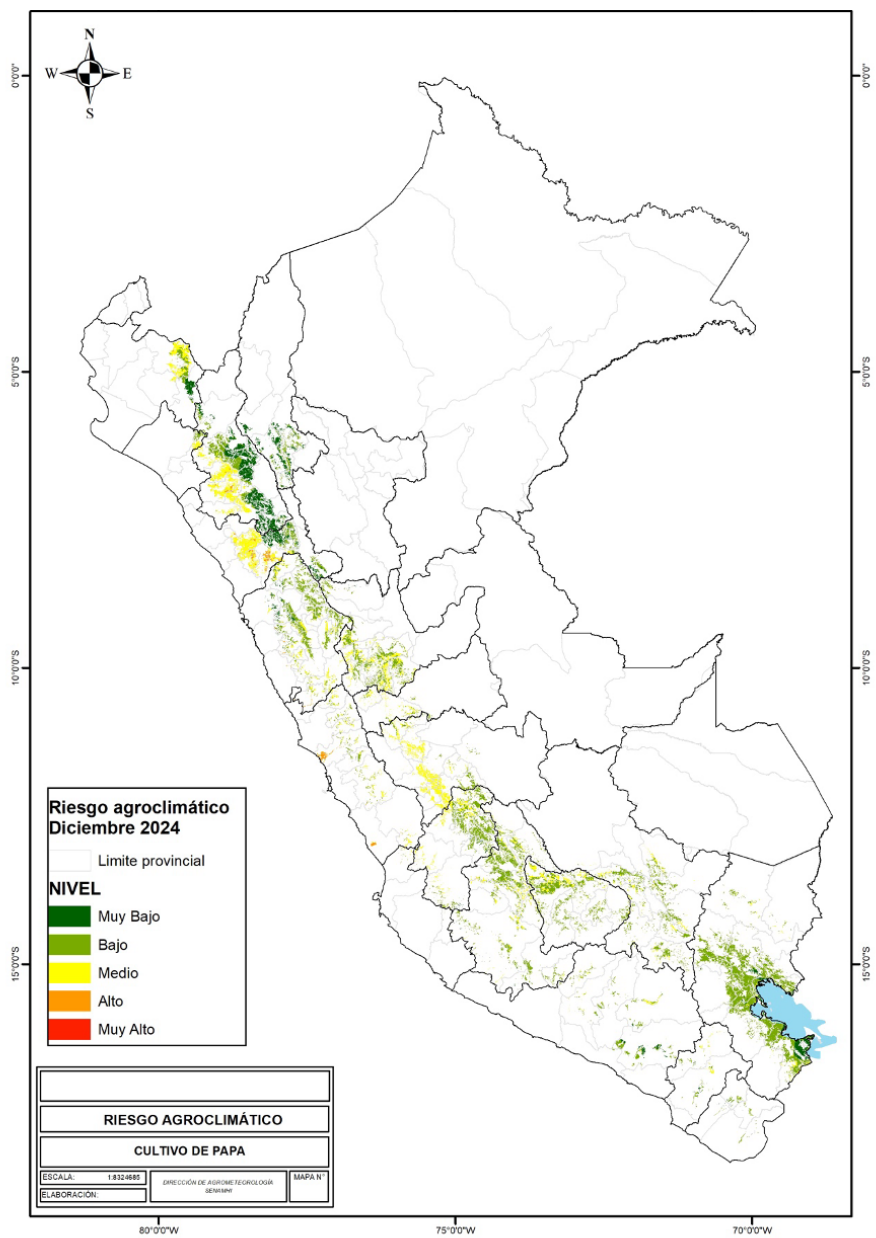 N
W
E
S
0°0'0"
0°0'0"
5°0'0"S
5°0'0"S
10°0'0"S
10°0'0"S
15°0'0"S
15°0'0"S
Riesgo agroclimático
Diciembre 2024
Limite provincial
NIVEL
Muy Bajo
Bajo
Medio
Alto
Muy Alto
RIESGO AGROCLIMÁTICO
CULTIVO DE PAPA
ESCALA: 1:8324685
ELABORACIÓN:
DIRECCIÓN DE AGROMETEOROLOGÍA
SENAMHI
MAPA N°
80°0'0"W
75°0'0"W
70°0'0"W